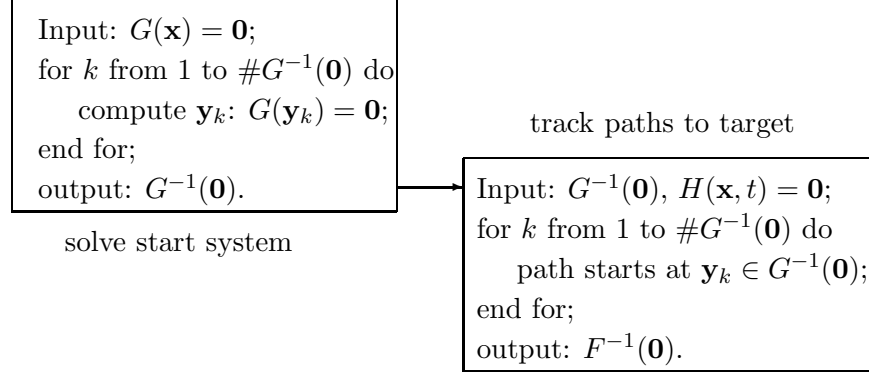 Input: G(x) = 0;
for k from 1 to #G⁻¹(0) do
compute yₖ: G(yₖ) = 0;
end for;
output: G⁻¹(0).
solve start system
track paths to target
Input: G⁻¹(0), H(x, t) = 0;
for k from 1 to #G⁻¹(0) do
path starts at yₖ ∈ G⁻¹(0);
end for;
output: F⁻¹(0).